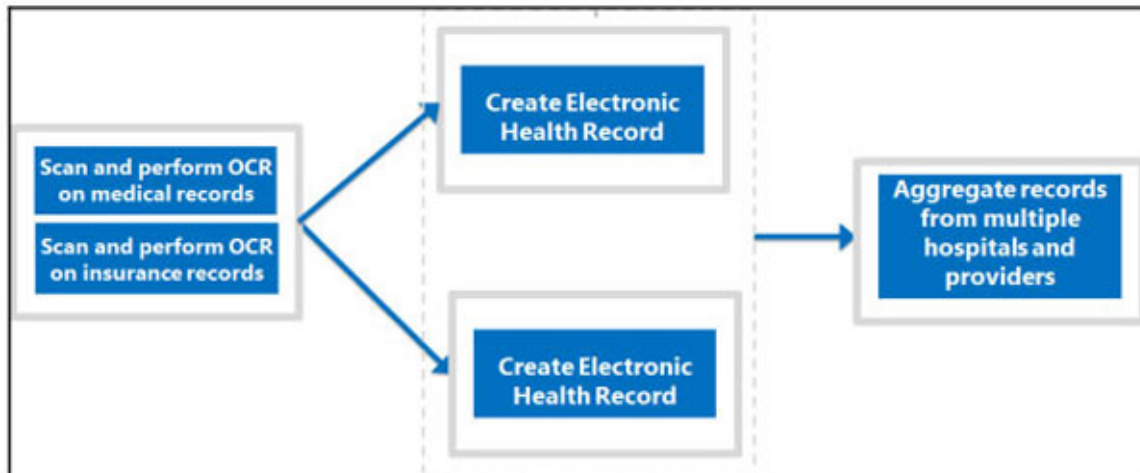 Scan and perform OCR
on medical records
Scan and perform OCR
on insurance records
Create Electronic
Health Record
Create Electronic
Health Record
Aggregate records
from multiple
hospitals and
providers